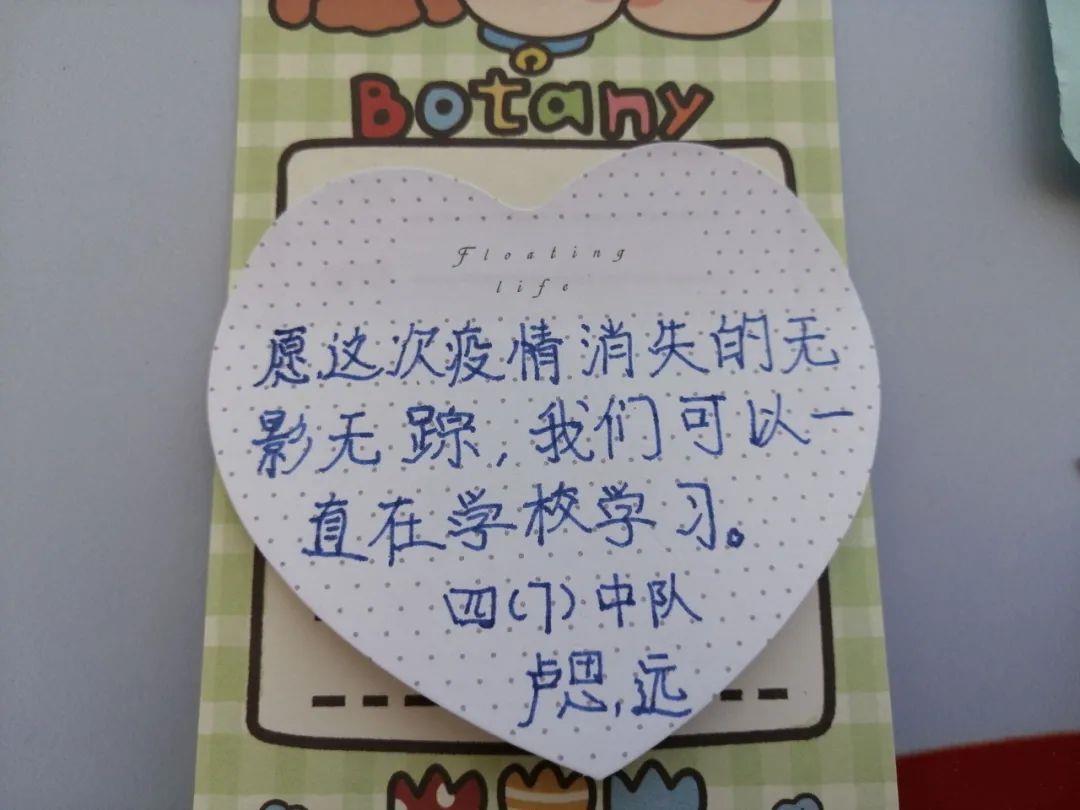 Botany
Floating
life
愿这次疫情消失的无
影无踪,我们可以一
直在学校学习。
四(7)中队
卢思远